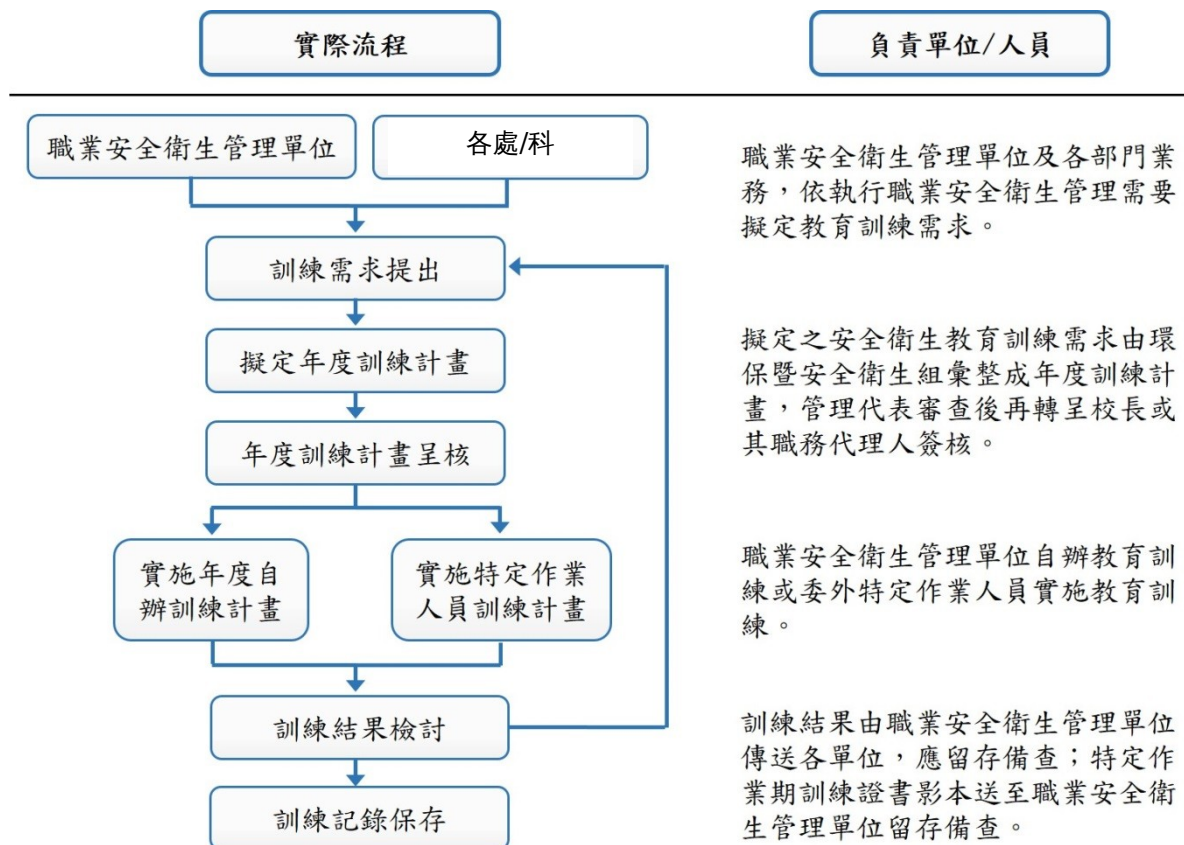 實際流程
負責單位/人員
職業安全衛生管理單位
各處/科
職業安全衛生管理單位及各部門業
務，依執行職業安全衛生管理需要
擬定教育訓練需求。
訓練需求提出
擬定年度訓練計畫
擬定之安全衛生教育訓練需求由環
保暨安全衛生組彙整成年度訓練計
畫，管理代表審查後再轉呈校長或
其職務代理人簽核。
年度訓練計畫呈核
實施年度自
辦訓練計畫
實施特定作業
人員訓練計畫
職業安全衛生管理單位自辦教育訓
練或委外特定作業人員實施教育訓
練。
訓練結果檢討
訓練結果由職業安全衛生管理單位
傳送各單位，應留存備查；特定作
業期訓練證書影本送至職業安全衛
生管理單位留存備查。
訓練記錄保存